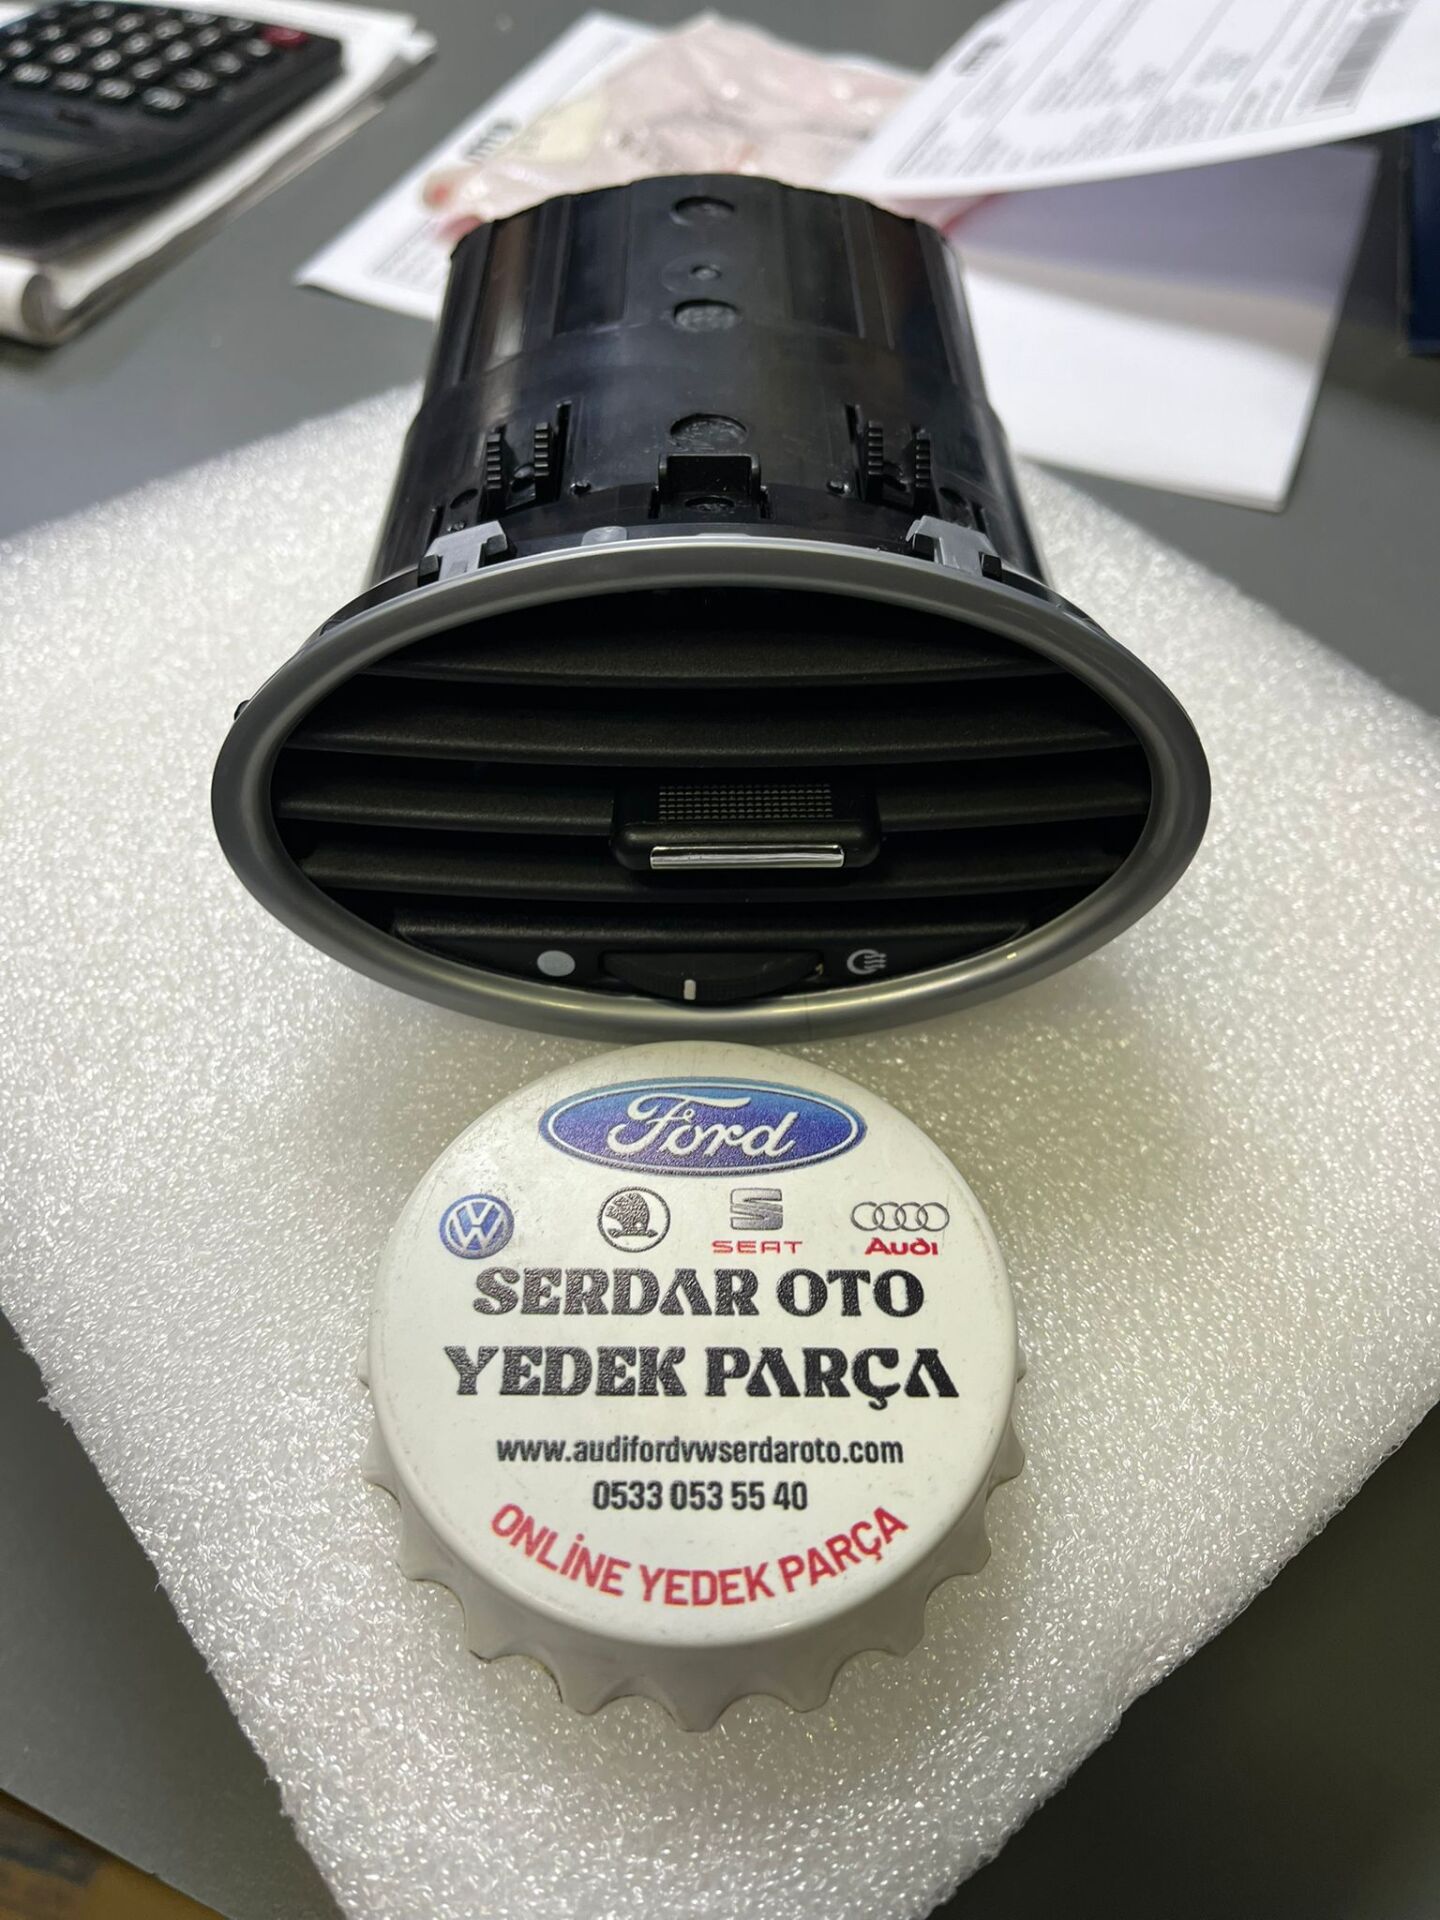 Ford
SEAT
Audi
SERDAR OTO
YEDEK PARÇA
www.audifordvwserdaroto.com
0533 053 55 40
ONLİNE YEDEK PARÇA